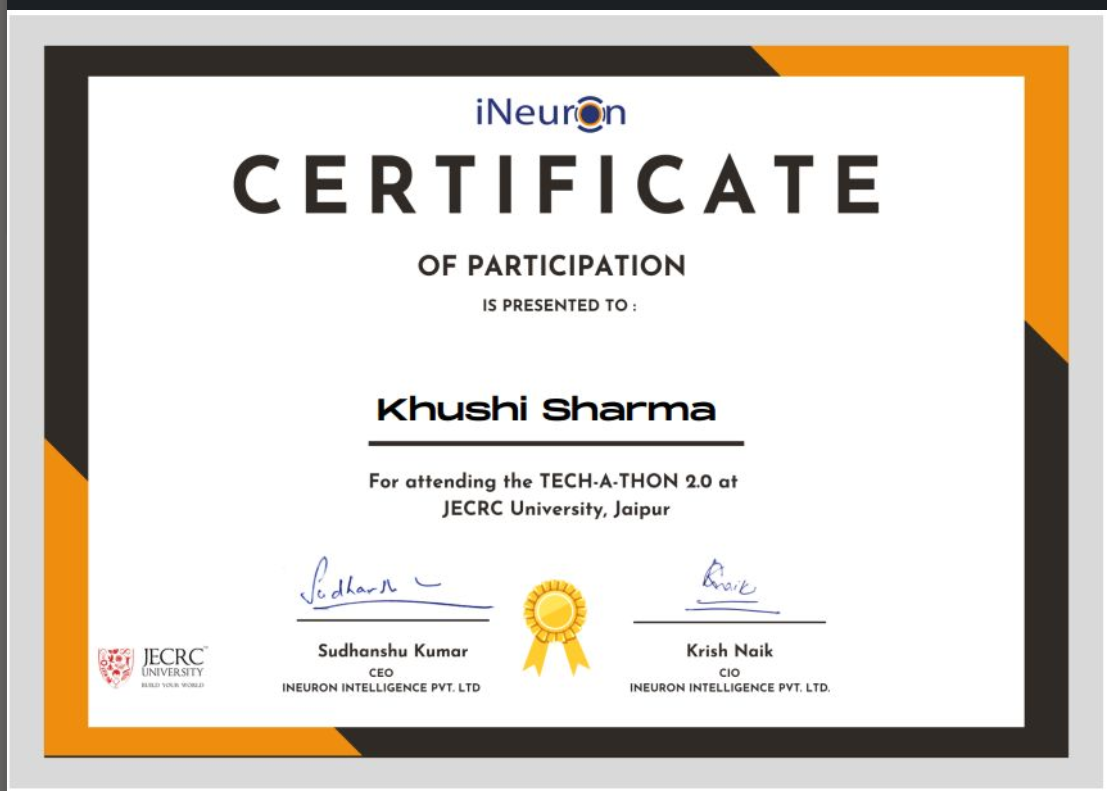 iNeuron
CERTIFICATE
OF PARTICIPATION
IS PRESENTED TO :
Khushi Sharma
For attending the TECH-A-THON 2.0 at
JECRC University, Jaipur
Sudharsh
Knaik
Sudhanshu Kumar
CEO
INEURON INTELLIGENCE PVT. LTD
Krish Naik
CIO
INEURON INTELLIGENCE PVT. LTD.
JECRC
UNIVERSITY
BUILD YOUR WORLD